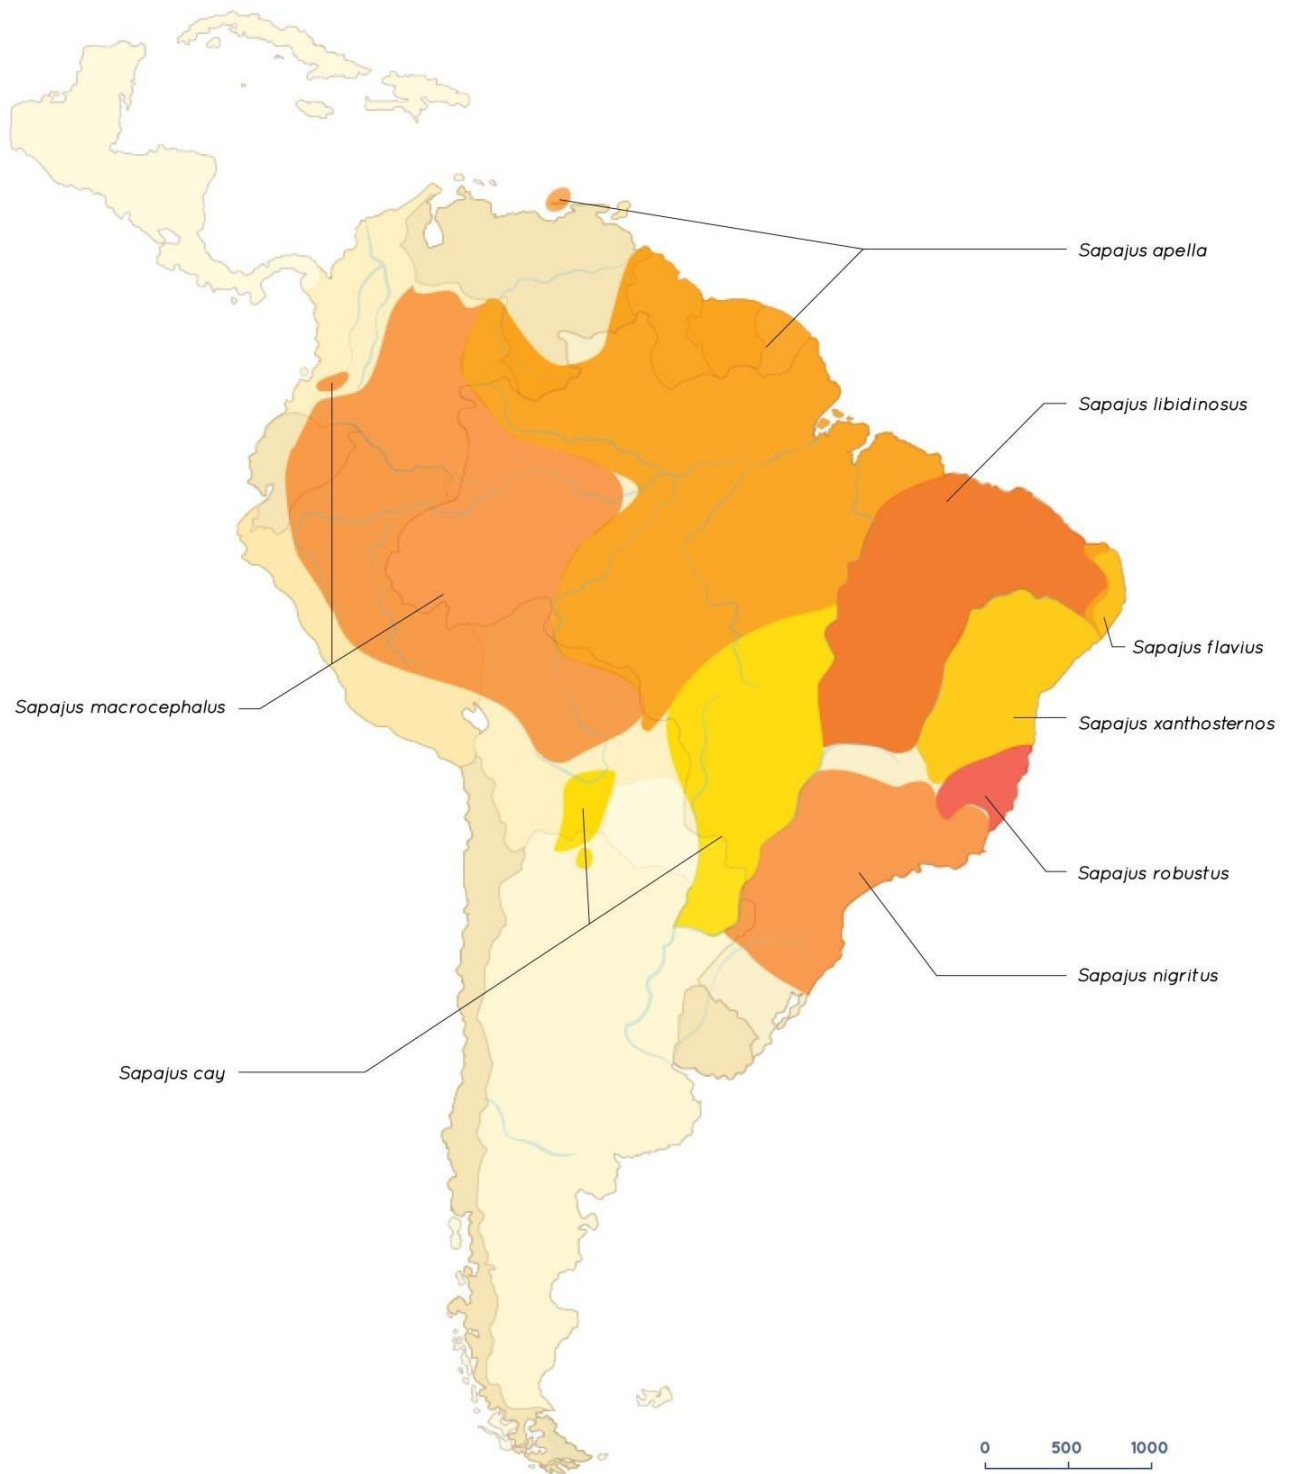 Sapajus apella
Sapajus libidinosus
Sapajus flavius
Sapajus macrocephalus
Sapajus xanthosternos
Sapajus robustus
Sapajus nigritus
Sapajus cay
0 500 1000